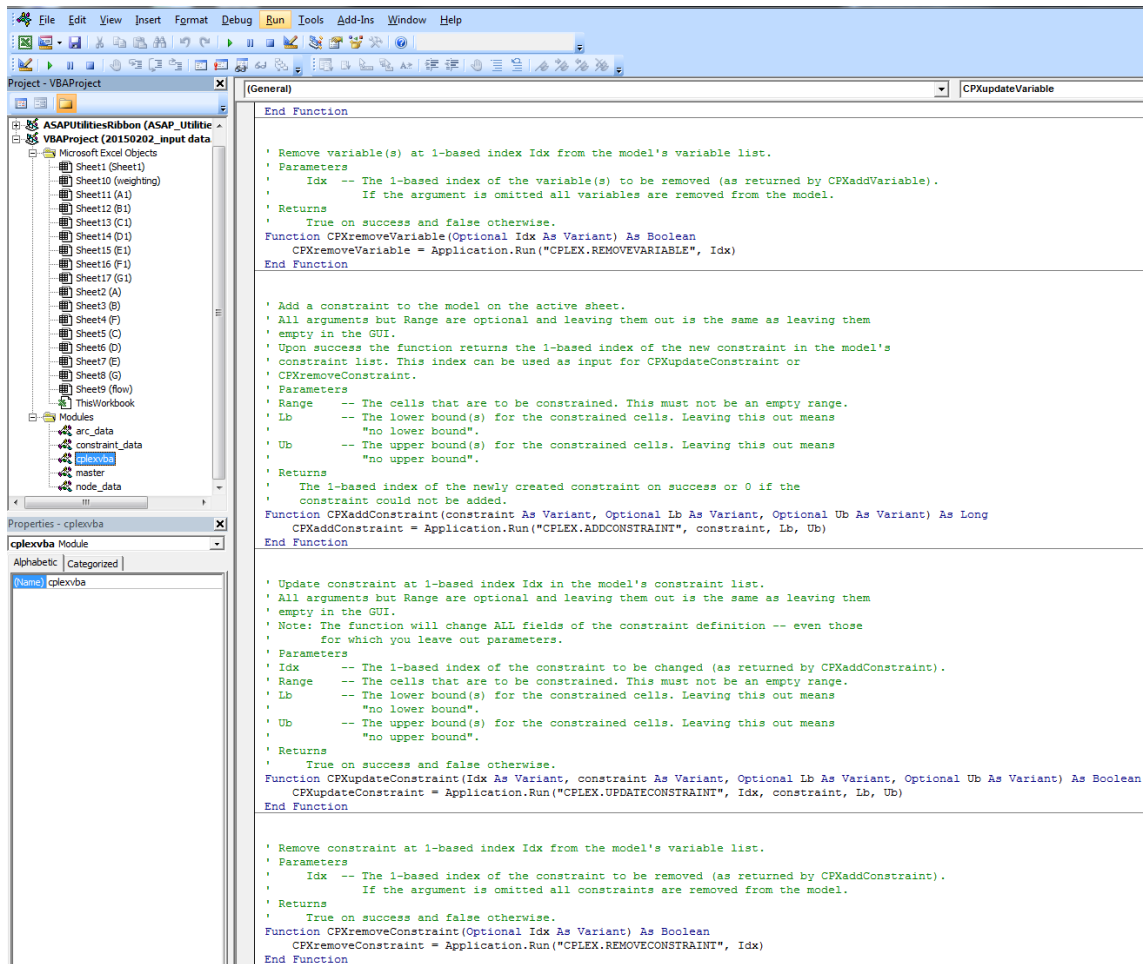 File Edit View Insert Format Debug Run Tools Add-Ins Window Help
Project - VBAProject
ASAPUtilitiesRibbon (ASAP_Utilitie
VBAProject (20150202_input data
Microsoft Excel Objects
Sheet1 (Sheet1)
Sheet10 (weighting)
Sheet11 (A1)
Sheet12 (B1)
Sheet13 (C1)
Sheet14 (D1)
Sheet15 (E1)
Sheet16 (F1)
Sheet17 (G1)
Sheet2 (A)
Sheet3 (B)
Sheet4 (F)
Sheet5 (C)
Sheet6 (D)
Sheet7 (E)
Sheet8 (G)
Sheet9 (flow)
ThisWorkbook
Modules
arc_data
constraint_data
cplexvba
master
node_data
Properties - cplexvba
cplexvba Module
Alphabetic Categorized
(Name) cplexvba
(General) CPXupdateVariable
End Function
' Remove variable(s) at 1-based index Idx from the model's variable list.
' Parameters
'     Idx  -- The 1-based index of the variable(s) to be removed (as returned by CPXaddVariable).
'             If the argument is omitted all variables are removed from the model.
' Returns
'     True on success and false otherwise.
Function CPXremoveVariable(Optional Idx As Variant) As Boolean
    CPXremoveVariable = Application.Run("CPLEX.REMOVEVARIABLE", Idx)
End Function
' Add a constraint to the model on the active sheet.
' All arguments but Range are optional and leaving them out is the same as leaving them
' empty in the GUI.
' Upon success the function returns the 1-based index of the new constraint in the model's
' constraint list. This index can be used as input for CPXupdateConstraint or
' CPXremoveConstraint.
' Parameters
' Range    -- The cells that are to be constrained. This must not be an empty range.
' Lb       -- The lower bound(s) for the constrained cells. Leaving this out means
'             "no lower bound".
' Ub       -- The upper bound(s) for the constrained cells. Leaving this out means
'             "no upper bound".
' Returns
'    The 1-based index of the newly created constraint on success or 0 if the
'    constraint could not be added.
Function CPXaddConstraint(constraint As Variant, Optional Lb As Variant, Optional Ub As Variant) As Long
    CPXaddConstraint = Application.Run("CPLEX.ADDCONSTRAINT", constraint, Lb, Ub)
End Function
' Update constraint at 1-based index Idx in the model's constraint list.
' All arguments but Range are optional and leaving them out is the same as leaving them
' empty in the GUI.
' Note: The function will change ALL fields of the constraint definition -- even those
'       for which you leave out parameters.
' Parameters
' Idx      -- The 1-based index of the constraint to be changed (as returned by CPXaddConstraint).
' Range    -- The cells that are to be constrained. This must not be an empty range.
' Lb       -- The lower bound(s) for the constrained cells. Leaving this out means
'             "no lower bound".
' Ub       -- The upper bound(s) for the constrained cells. Leaving this out means
'             "no upper bound".
' Returns
'     True on success and false otherwise.
Function CPXupdateConstraint(Idx As Variant, constraint As Variant, Optional Lb As Variant, Optional Ub As Variant) As Boolean
    CPXupdateConstraint = Application.Run("CPLEX.UPDATECONSTRAINT", Idx, constraint, Lb, Ub)
End Function
' Remove constraint at 1-based index Idx from the model's variable list.
' Parameters
'     Idx  -- The 1-based index of the constraint to be removed (as returned by CPXaddConstraint).
'             If the argument is omitted all constraints are removed from the model.
' Returns
'     True on success and false otherwise.
Function CPXremoveConstraint(Optional Idx As Variant) As Boolean
    CPXremoveConstraint = Application.Run("CPLEX.REMOVECONSTRAINT", Idx)
End Function